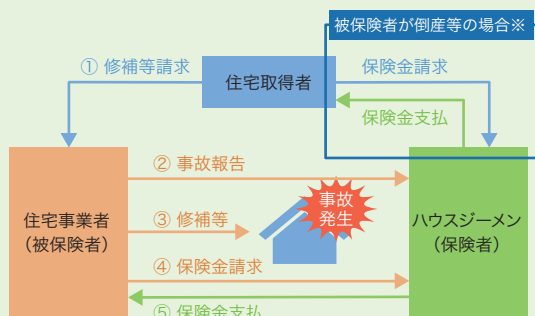 被保険者が倒産等の場合※
① 修補等請求
住宅取得者
保険金請求
保険金支払
② 事故報告
事故
発生
③ 修補等
住宅事業者
（被保険者）
ハウスジーメン
（保険者）
④ 保険金請求
⑤ 保険金支払